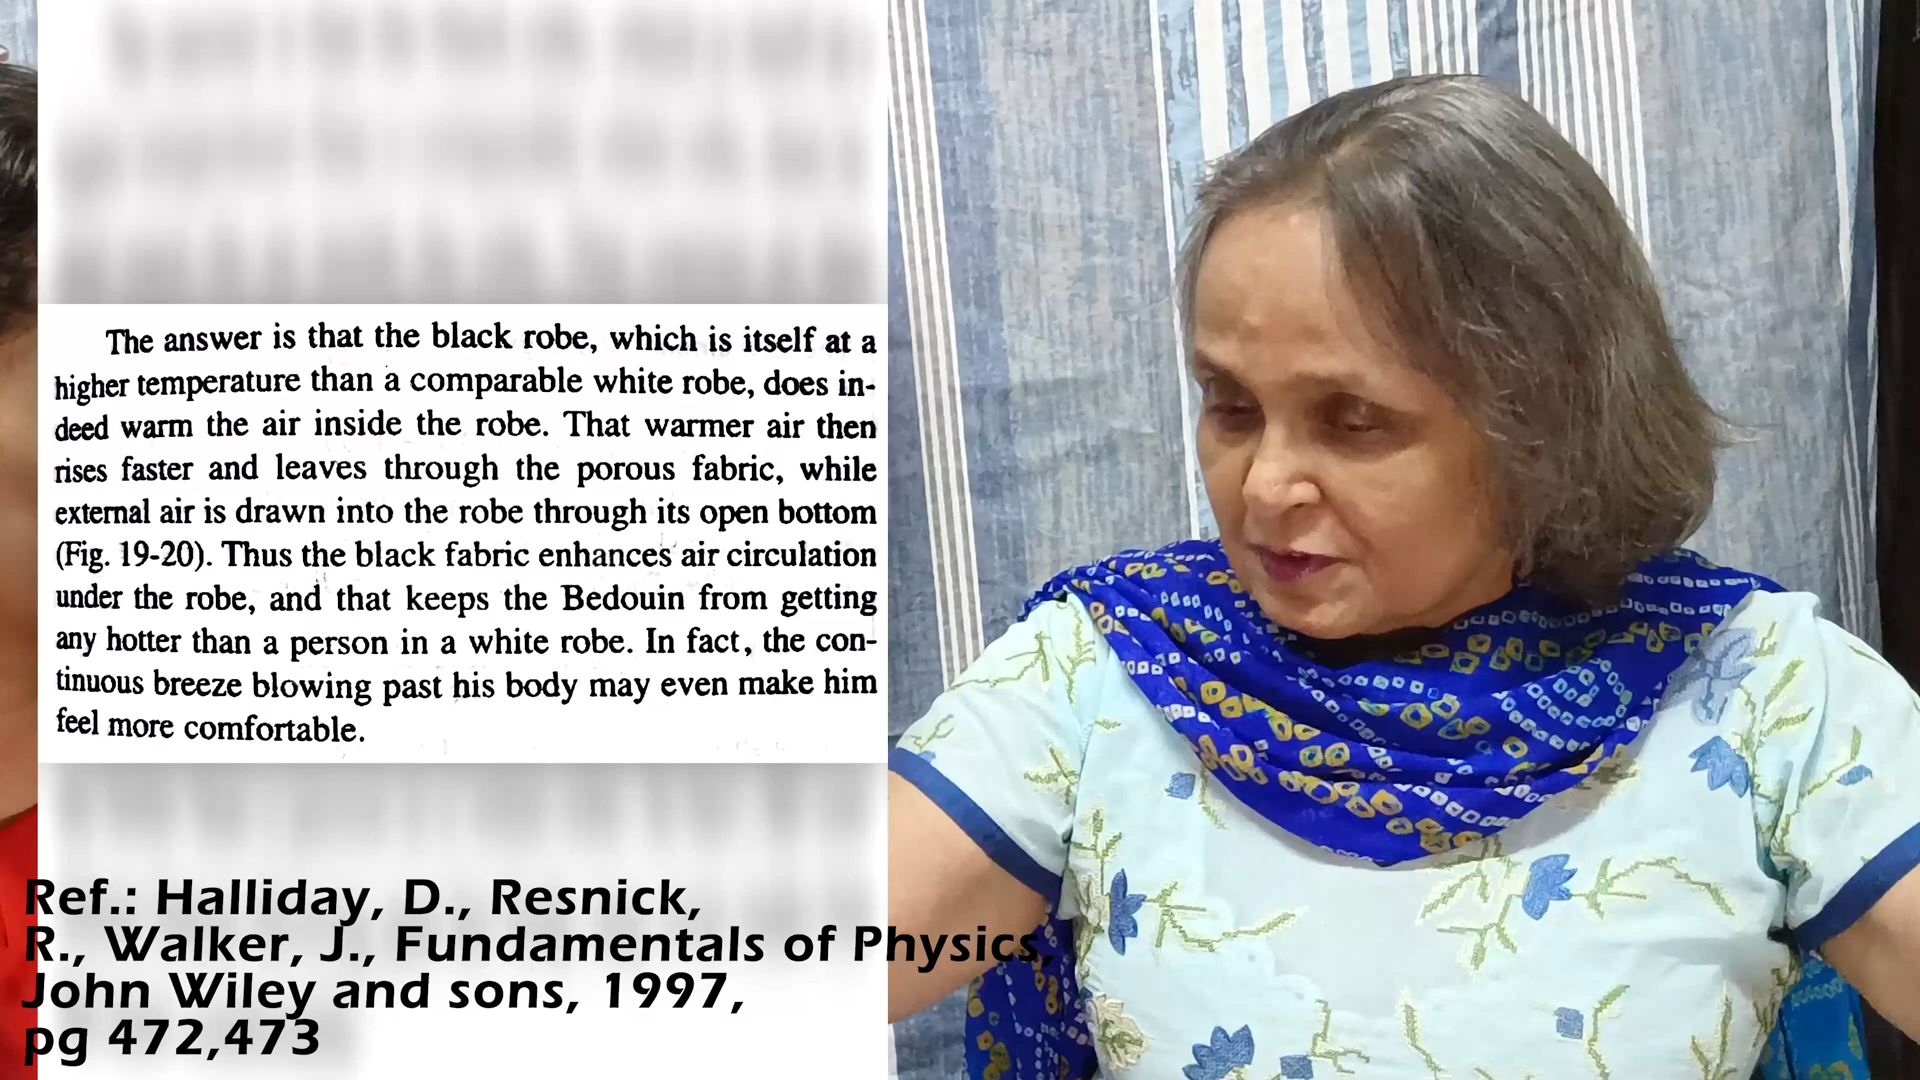 The answer is that the black robe, which is itself at a
higher temperature than a comparable white robe, does in-
deed warm the air inside the robe. That warmer air then
rises faster and leaves through the porous fabric, while
external air is drawn into the robe through its open bottom
(Fig. 19-20). Thus the black fabric enhances air circulation
under the robe, and that keeps the Bedouin from getting
any hotter than a person in a white robe. In fact, the con-
tinuous breeze blowing past his body may even make him
feel more comfortable.
Ref.: Halliday, D., Resnick,
R., Walker, J., Fundamentals of Physics,
John Wiley and sons, 1997,
pg 472,473